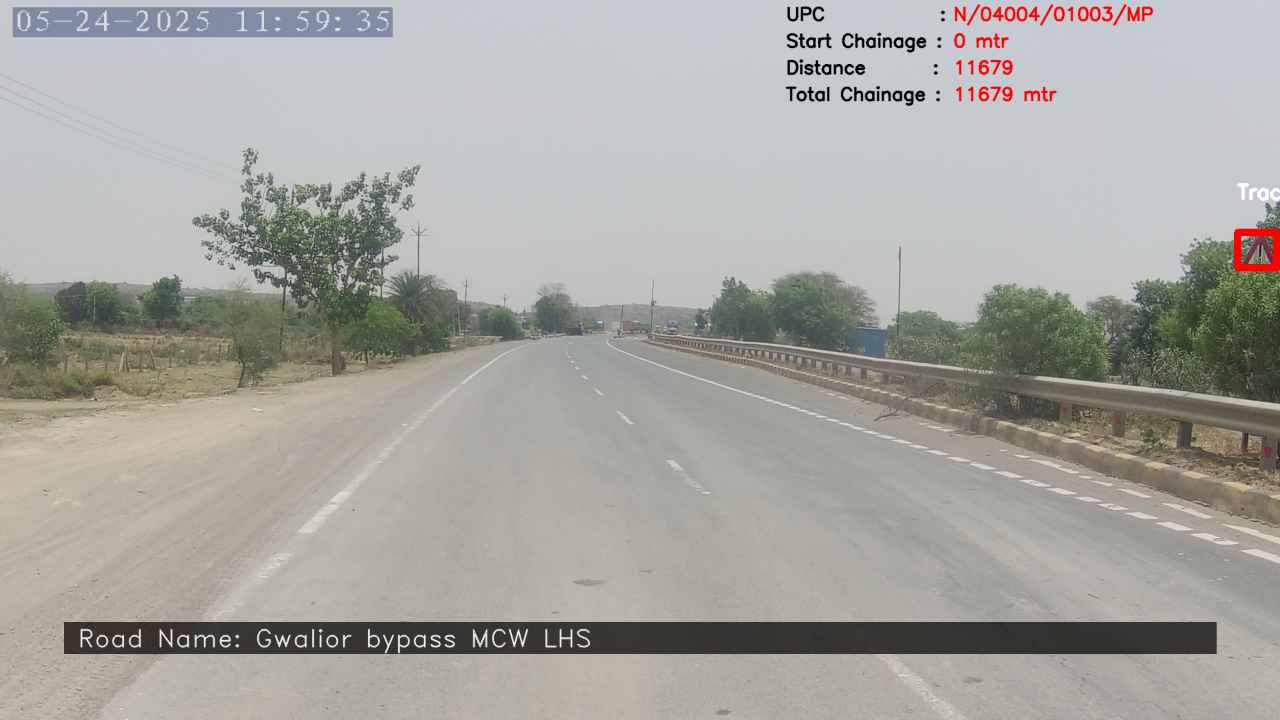 05-24-2025 11:59:35
UPC : N/04004/01003/MP
Start Chainage : 0 mtr
Distance : 11679
Total Chainage : 11679 mtr
Trac
Road Name: Gwalior bypass MCW LHS